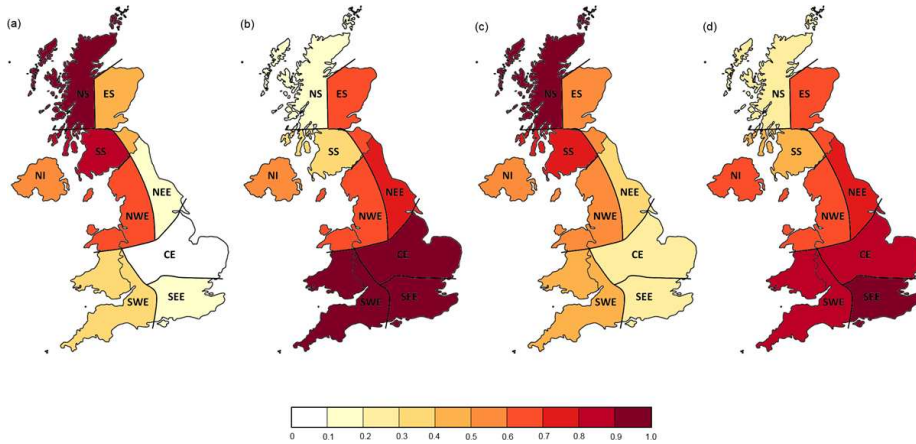 (a) (b) (c) (d)
NS ES NS ES NS ES NS ES
SS SS SS SS
NI NEE NI NEE NI NEE NI NEE
NWE NWE NWE NWE
CE CE CE CE
SWE SEE SWE SEE SWE SEE SWE SEE
0 0.1 0.2 0.3 0.4 0.5 0.6 0.7 0.8 0.9 1.0